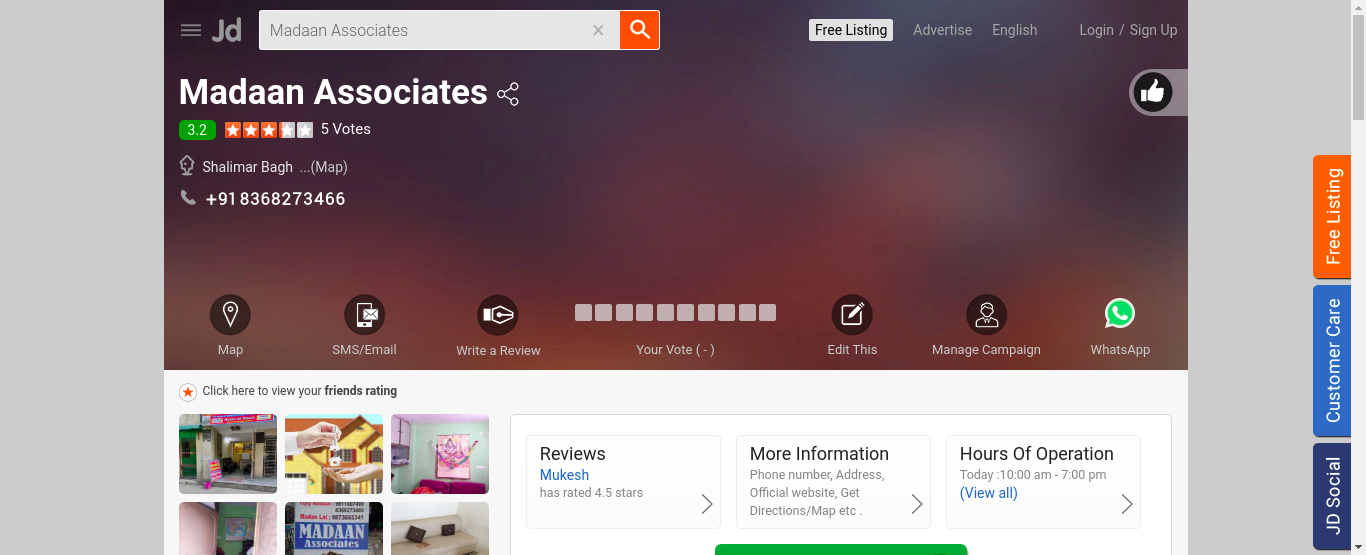 Jd
Madaan Associates
Free Listing
Advertise
English
Login / Sign Up
Madaan Associates
3.2
5 Votes
Shalimar Bagh ...(Map)
+918368273466
Map
SMS/Email
Write a Review
Your Vote ( - )
Edit This
Manage Campaign
WhatsApp
Free Listing
Customer Care
JD Social
Click here to view your friends rating
Reviews
Mukesh
has rated 4.5 stars
More Information
Phone number, Address,
Official website, Get
Directions/Map etc .
Hours Of Operation
Today :10:00 am - 7:00 pm
(View all)
8368273466
Madan Lal : 9873665341
MADAAN
Associates